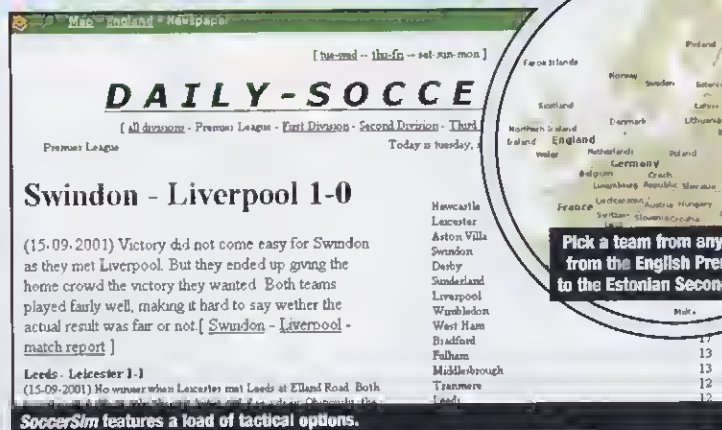 Map - England - Newspaper
[ tue-wed -- thu-fri -- sat-sun-mon ]
DAILY-SOCCE
[ all divisions - Premier League - First Division - Second Division - Third
Premier League
Today is tuesday,
Swindon - Liverpool 1-0
(15-09-2001) Victory did not come easy for Swindon
as they met Liverpool. But they ended up giving the
home crowd the victory they wanted Both teams
played fairly well, making it hard to say wether the
actual result was fair or not.[ Swindon - Liverpool -
match report ]
Leeds - Leicester 1-1
(15-09-2001) No winner when Leicester met Leeds at Elland Road Both
Newcastle
Leicester
Aston Villa
Swindon
Derby
Sunderland
Liverpool
Wimbledon
West Ham
Bradford 17
Fulham 13
Middlesbrough 13
Tranmere 12
Leeds 12
SoccerSim features a load of tactical options.
Faroe Islands
Finland
Norway
Sweden
Scotland
Denmark
Lithuania
Northern Ireland
Ireland
England
Wales
Netherlands
Poland
Germany
Belgium
Czech
Luxembourg
Republic
Slovakia
France
Liechtenstein
Austria
Hungary
Slovenia
Croatia
Pick a team from any
from the English Pre
to the Estonian Secon
Malta